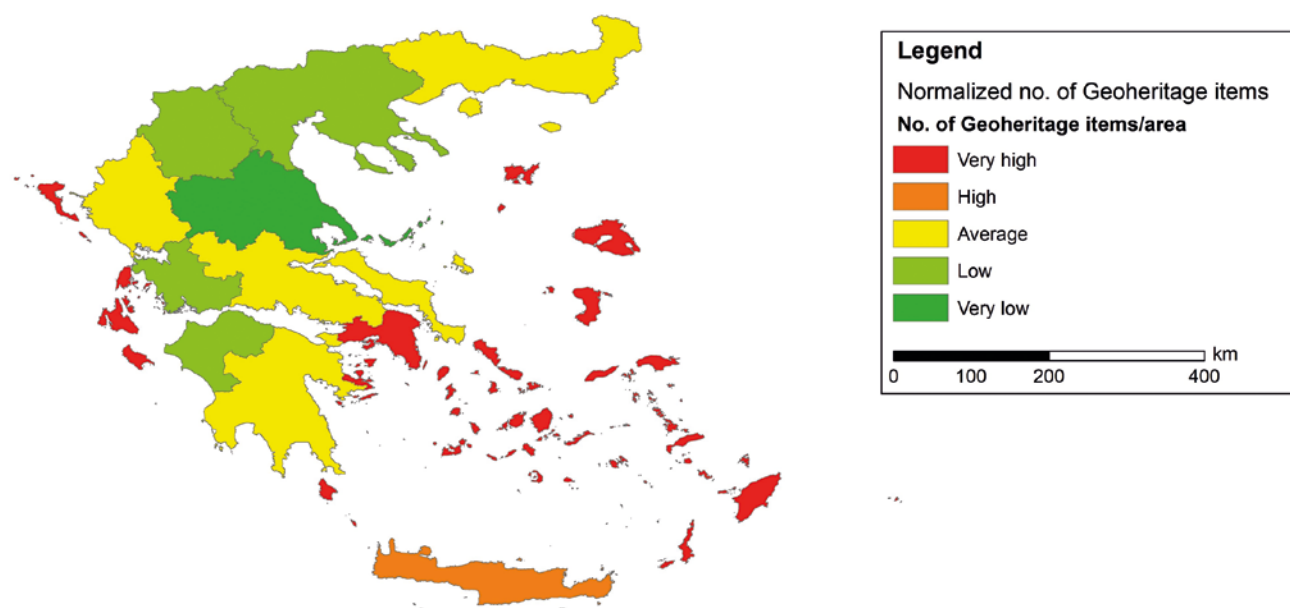 Legend
Normalized no. of Geoheritage items
No. of Geoheritage items/area
Very high
High
Average
Low
Very low
km
0 100 200 400